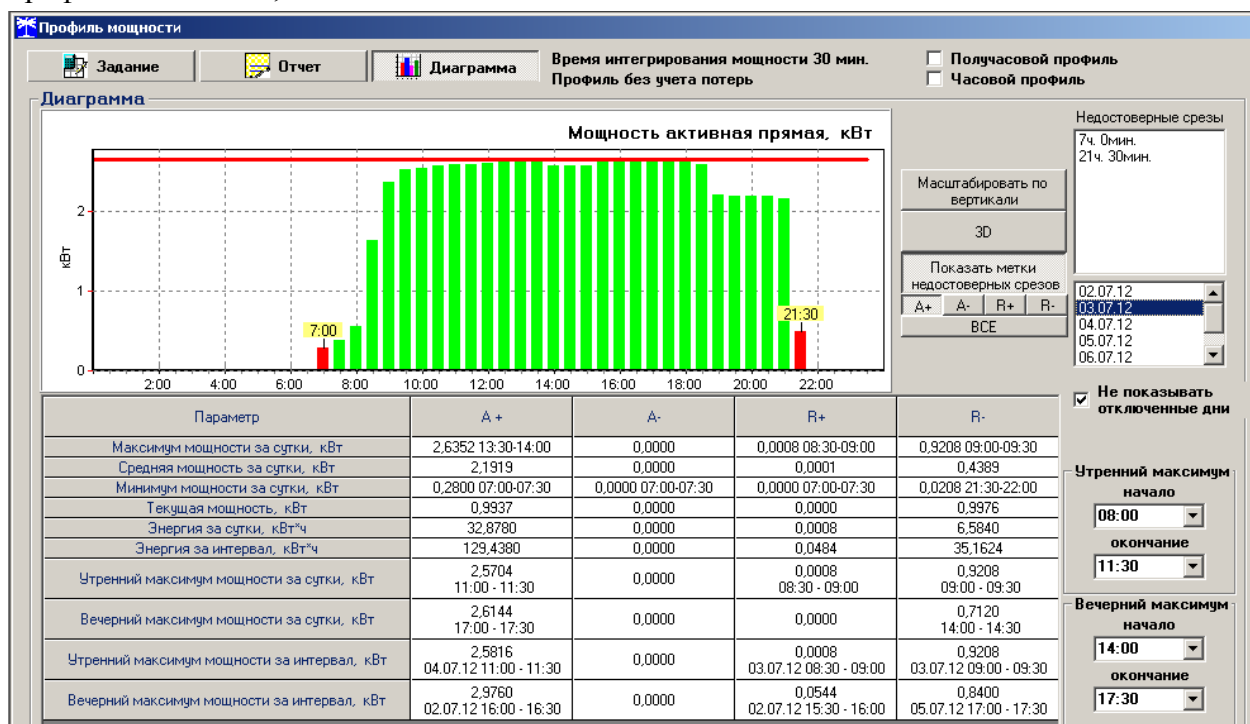 Профиль мощности
Задание
Отчет
Диаграмма
Время интегрирования мощности 30 мин.
Профиль без учета потерь
Получасовой профиль
Часовой профиль
Диаграмма
Мощность активная прямая, кВт
кВт
2
1
0
7:00
21:30
2:00 4:00 6:00 8:00 10:00 12:00 14:00 16:00 18:00 20:00 22:00
Масштабировать по
вертикали
3D
Показать метки
недостоверных срезов
A+ A- R+ R-
ВСЕ
Недостоверные срезы
7ч. 0мин.
21ч. 30мин.
02.07.12
03.07.12
04.07.12
05.07.12
06.07.12
Не показывать
отключенные дни
Параметр A + A- R+ R-
Максимум мощности за сутки, кВт 2,6352 13:30-14:00 0,0000 0,0008 08:30-09:00 0,9208 09:00-09:30
Средняя мощность за сутки, кВт 2,1919 0,0000 0,0001 0,4389
Минимум мощности за сутки, кВт 0,2800 07:00-07:30 0,0000 07:00-07:30 0,0000 07:00-07:30 0,0208 21:30-22:00
Текущая мощность, кВт 0,9937 0,0000 0,0000 0,9976
Энергия за сутки, кВт*ч 32,8780 0,0000 0,0008 6,5840
Энергия за интервал, кВт*ч 129,4380 0,0000 0,0484 35,1624
Утренний максимум мощности за сутки, кВт 2,5704 0,0000 0,0008 0,9208
11:00 - 11:30 08:30 - 09:00 09:00 - 09:30
Вечерний максимум мощности за сутки, кВт 2,6144 0,0000 0,0000 0,7120
17:00 - 17:30 14:00 - 14:30
Утренний максимум мощности за интервал, кВт 2,5816 0,0000 0,0008 0,9208
04.07.12 11:00 - 11:30 03.07.12 08:30 - 09:00 03.07.12 09:00 - 09:30
Вечерний максимум мощности за интервал, кВт 2,9760 0,0000 0,0544 0,8400
02.07.12 16:00 - 16:30 02.07.12 15:30 - 16:00 05.07.12 17:00 - 17:30
Утренний максимум
начало
08:00
окончание
11:30
Вечерний максимум
начало
14:00
окончание
17:30